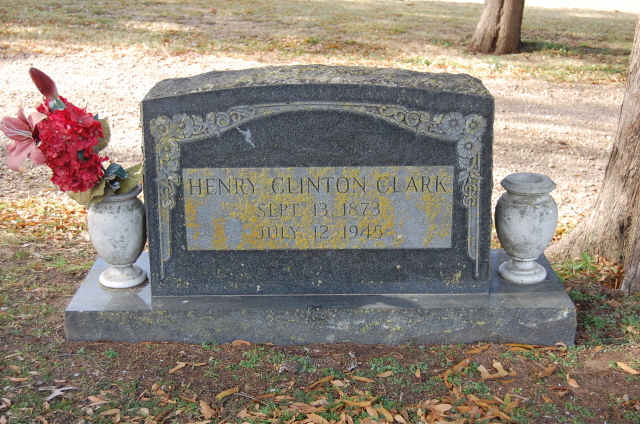 HENRY CLINTON CLARK
SEPT. 13, 1873
JULY 12, 1945